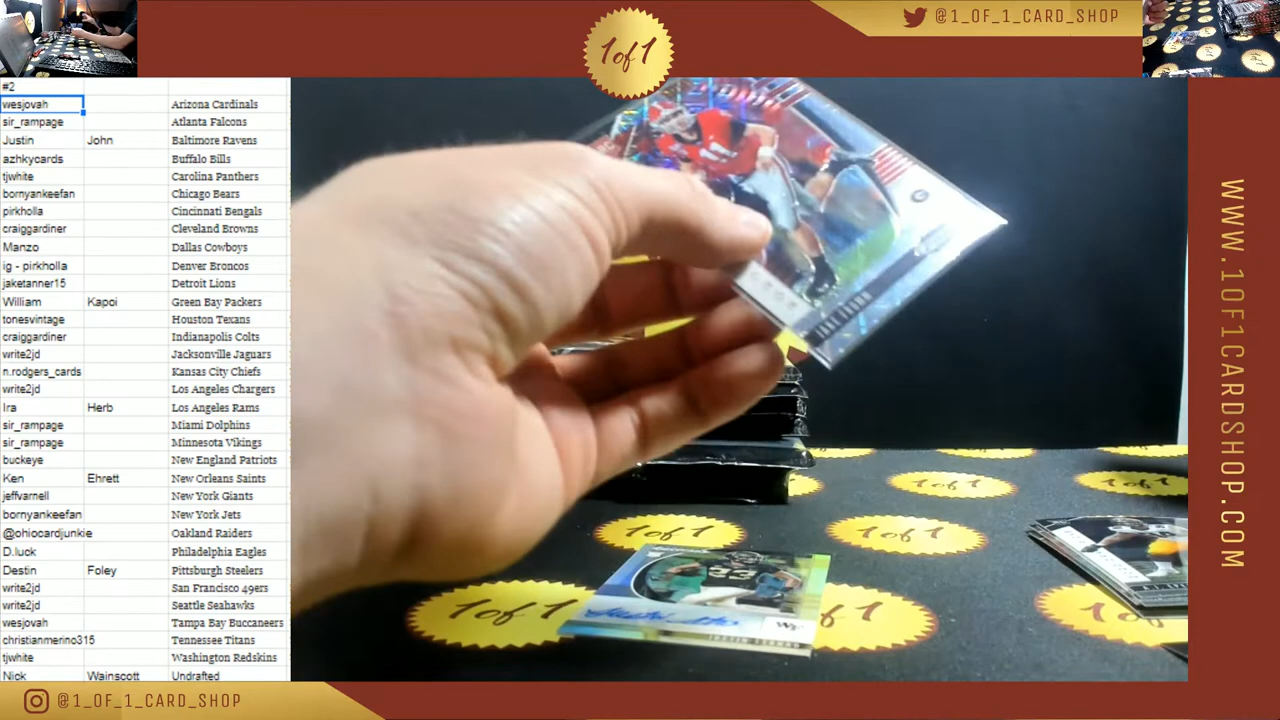 1of1
@1_OF_1_CARD_SHOP
#2
wesjovah Arizona Cardinals
sir_rampage Atlanta Falcons
Justin John Baltimore Ravens
azhkycards Buffalo Bills
tjwhite Carolina Panthers
bornyankeefan Chicago Bears
pirkholla Cincinnati Bengals
craiggardiner Cleveland Browns
Manzo Dallas Cowboys
ig - pirkholla Denver Broncos
jaketanner15 Detroit Lions
William Kapoi Green Bay Packers
tonesvintage Houston Texans
craiggardiner Indianapolis Colts
write2jd Jacksonville Jaguars
n.rodgers_cards Kansas City Chiefs
write2jd Los Angeles Chargers
Ira Herb Los Angeles Rams
sir_rampage Miami Dolphins
sir_rampage Minnesota Vikings
buckeye New England Patriots
Ken Ehrett New Orleans Saints
jeffvarnell New York Giants
bornyankeefan New York Jets
@ohiocardjunkie Oakland Raiders
D.luck Philadelphia Eagles
Destin Foley Pittsburgh Steelers
write2jd San Francisco 49ers
write2jd Seattle Seahawks
wesjovah Tampa Bay Buccaneers
christianmerino316 Tennessee Titans
tjwhite Washington Redskins
Nick Wainscott Undrafted
1of1
1of1
1of1
1of1
WF
WWW.1OF1CARDSHOP.COM
@1_OF_1_CARD_SHOP